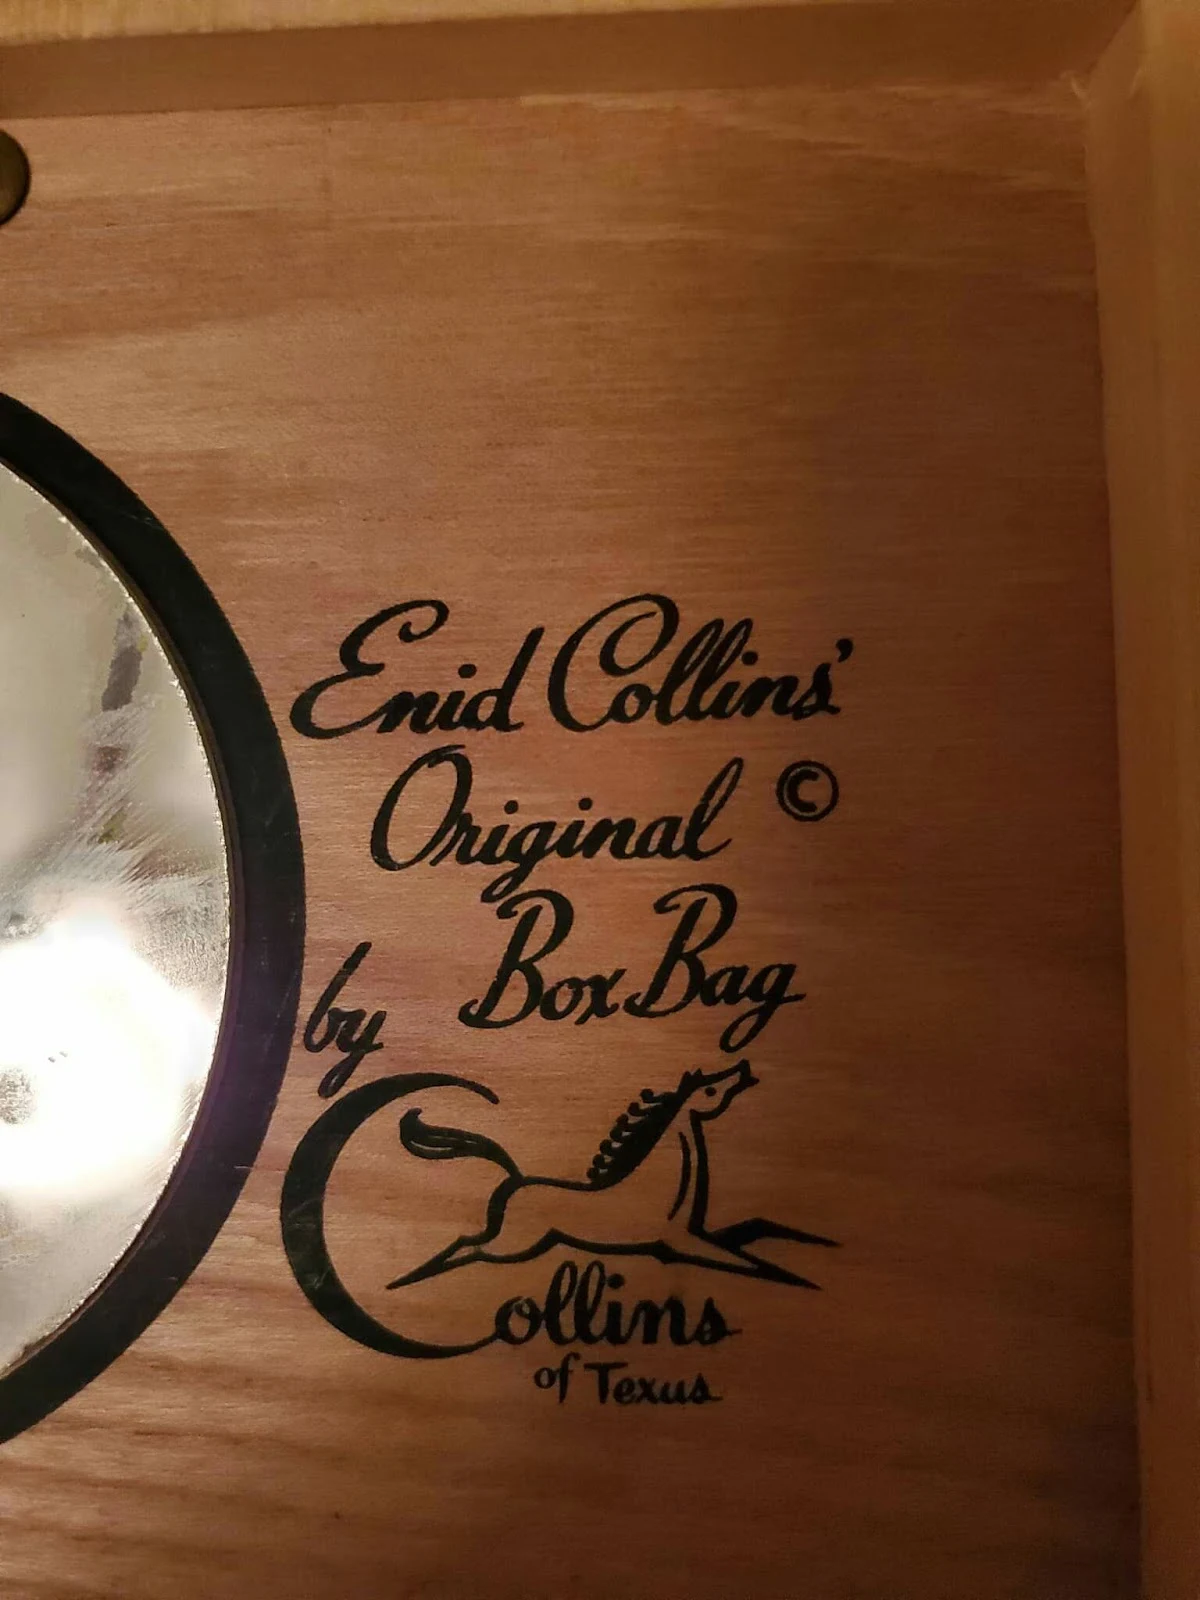 Enid Collins'
Original ©
Box Bag
by
Collins
of Texas